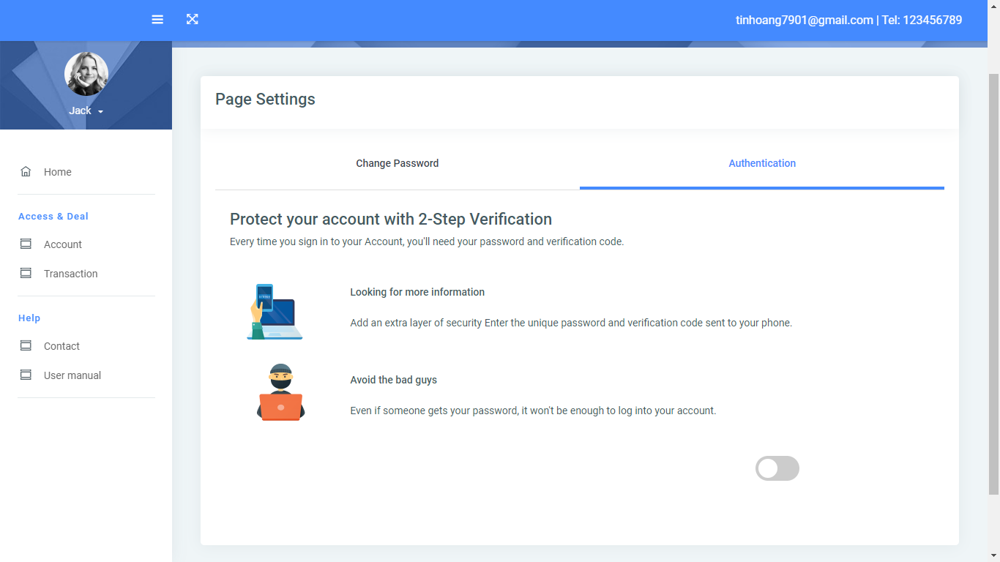 tinhoang7901@gmail.com | Tel: 123456789
Jack
Home
Access & Deal
Account
Transaction
Help
Contact
User manual
Page Settings
Change Password
Authentication
Protect your account with 2-Step Verification
Every time you sign in to your Account, you'll need your password and verification code.
Looking for more information
Add an extra layer of security Enter the unique password and verification code sent to your phone.
Avoid the bad guys
Even if someone gets your password, it won't be enough to log into your account.